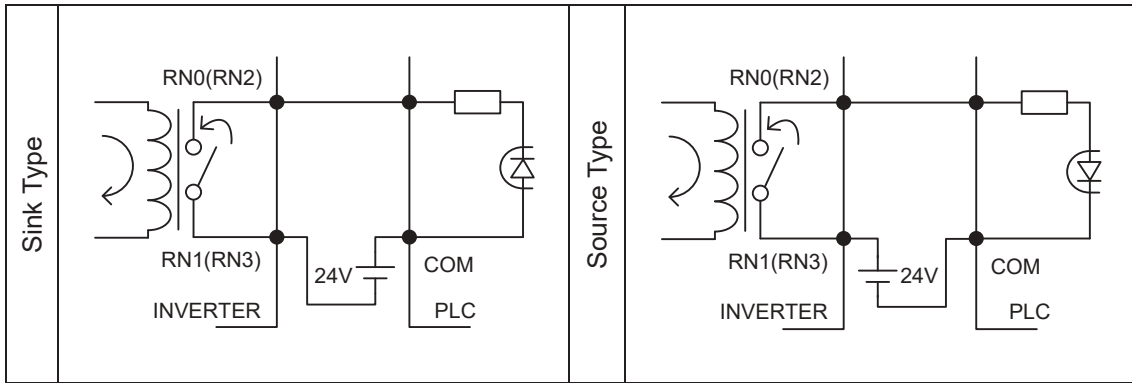 Sink Type
RN0(RN2)
RN1(RN3)
24V
COM
INVERTER
PLC
Source Type
RN0(RN2)
RN1(RN3)
24V
COM
INVERTER
PLC